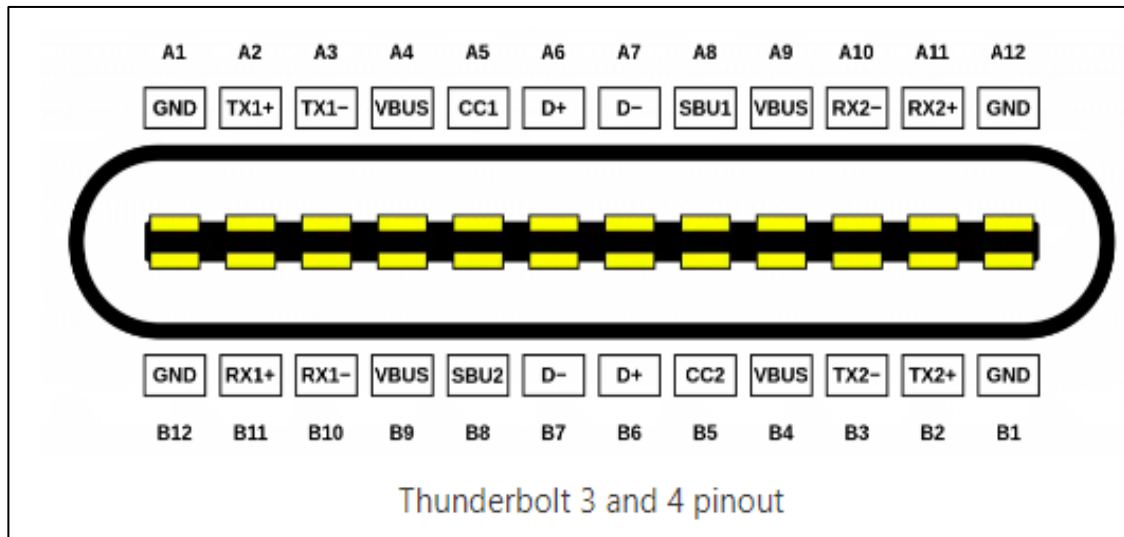 A1 A2 A3 A4 A5 A6 A7 A8 A9 A10 A11 A12
GND TX1+ TX1− VBUS CC1 D+ D− SBU1 VBUS RX2− RX2+ GND
GND RX1+ RX1− VBUS SBU2 D− D+ CC2 VBUS TX2− TX2+ GND
B12 B11 B10 B9 B8 B7 B6 B5 B4 B3 B2 B1
Thunderbolt 3 and 4 pinout